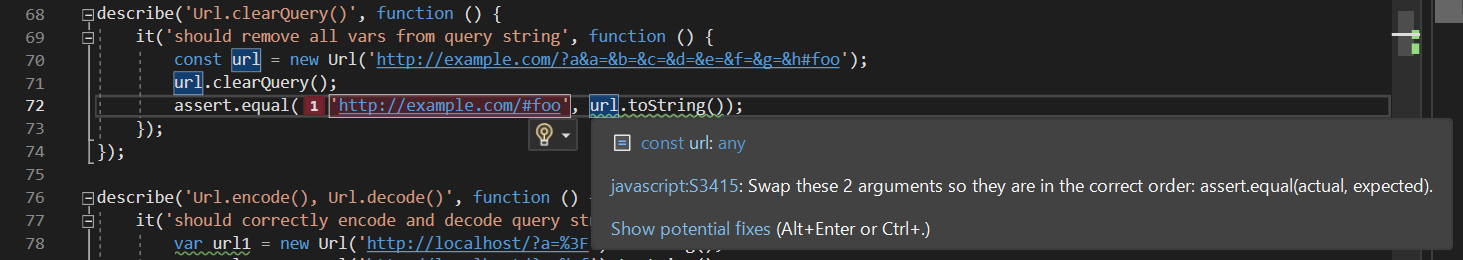 68 describe('Url.clearQuery()', function () {
69 it('should remove all vars from query string', function () {
70 const url = new Url('http://example.com/?a&a=&b=&c=&d=&e=&f=&g=&h#foo');
71 url.clearQuery();
72 assert.equal( 1 'http://example.com/#foo', url.toString());
73 });
74 });
const url: any
75
javascript:S3415: Swap these 2 arguments so they are in the correct order: assert.equal(actual, expected).
76 describe('Url.encode(), Url.decode()', function ()
77 it('should correctly encode and decode query st
Show potential fixes (Alt+Enter or Ctrl+.)
78 var url1 = new Url('http://localhost/?a=%3F